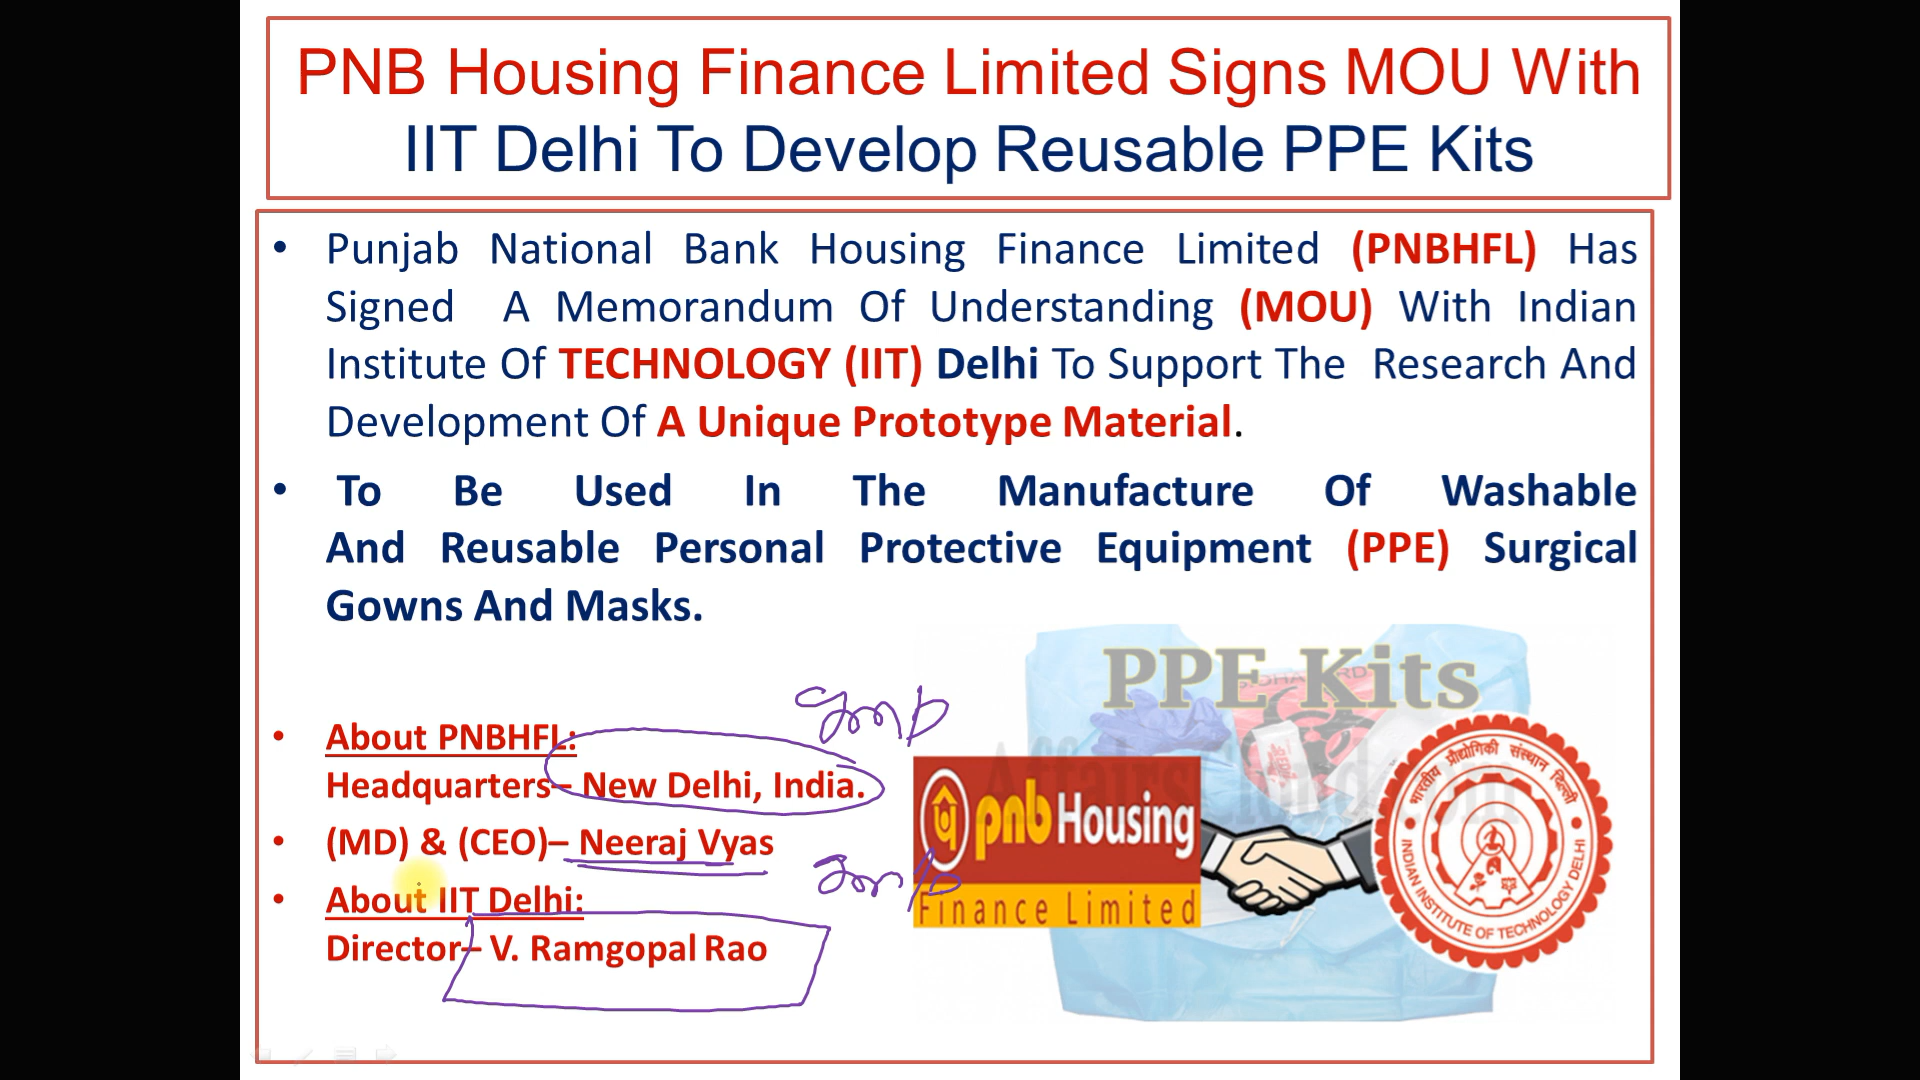 PNB Housing Finance Limited Signs MOU With
IIT Delhi To Develop Reusable PPE Kits
• Punjab National Bank Housing Finance Limited (PNBHFL) Has
Signed A Memorandum Of Understanding (MOU) With Indian
Institute Of TECHNOLOGY (IIT) Delhi To Support The Research And
Development Of A Unique Prototype Material.
• To Be Used In The Manufacture Of Washable
And Reusable Personal Protective Equipment (PPE) Surgical
Gowns And Masks.
• About PNBHFL:
Headquarters– New Delhi, India.
• (MD) & (CEO)– Neeraj Vyas
• About IIT Delhi:
Director– V. Ramgopal Rao
PPE Kits
pnb Housing
Finance Limited
भारतीय प्रौद्योगिकी संस्थान दिल्ली
INDIAN INSTITUTE OF TECHNOLOGY DELHI